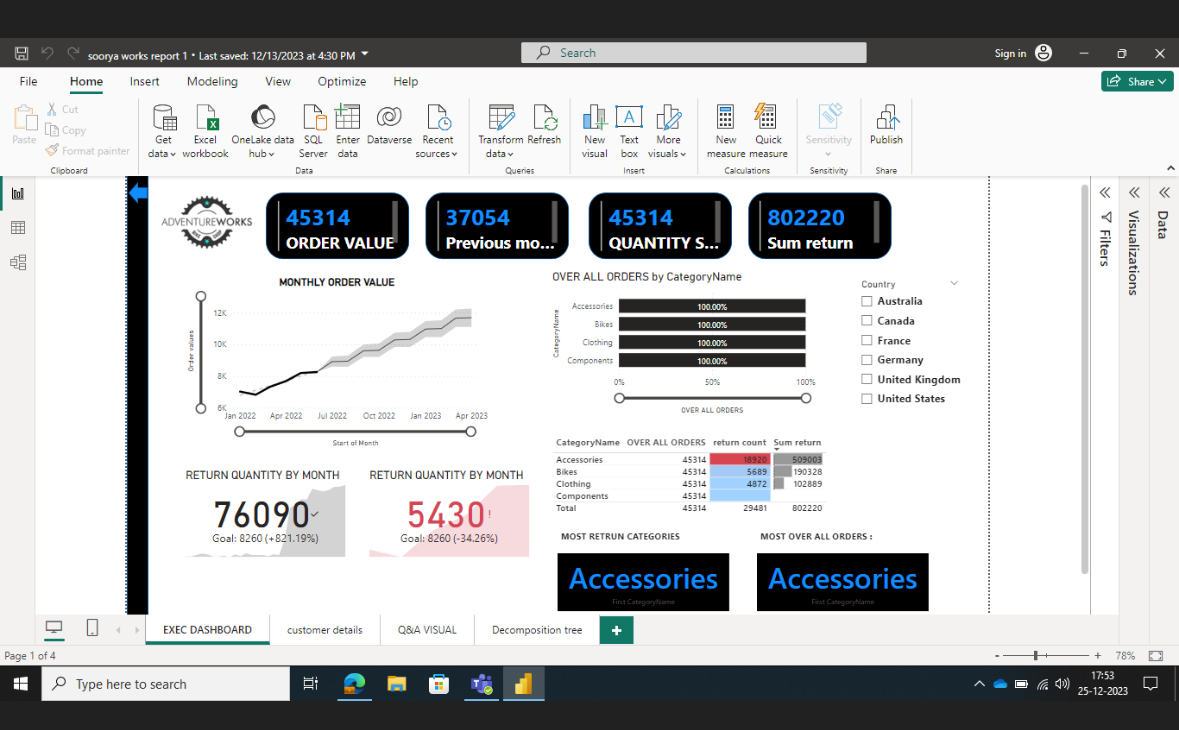 soorya works report 1 • Last saved: 12/13/2023 at 4:30 PM
Search
Sign in
File Home Insert Modeling View Optimize Help
Share
Paste
Cut
Copy
Format painter
Clipboard
Get data
Excel workbook
OneLake data hub
SQL Server
Enter data
Dataverse
Recent sources
Data
Transform data
Refresh
Queries
New visual
Text box
More visuals
Insert
New measure
Quick measure
Calculations
Sensitivity
Sensitivity
Publish
Share
ADVENTUREWORKS
45314
ORDER VALUE
37054
Previous mo...
45314
QUANTITY S...
802220
Sum return
Filters
Visualizations
Data
MONTHLY ORDER VALUE
Order values
12K
10K
8K
6K
Jan 2022 Apr 2022 Jul 2022 Oct 2022 Jan 2023 Apr 2023
Start of Month
OVER ALL ORDERS by CategoryName
CategoryName
Accessories 100.00%
Bikes 100.00%
Clothing 100.00%
Components 100.00%
0% 50% 100%
OVER ALL ORDERS
Country
Australia
Canada
France
Germany
United Kingdom
United States
CategoryName OVER ALL ORDERS return count Sum return
Accessories 45314 18920 509003
Bikes 45314 5689 190328
Clothing 45314 4872 102889
Components 45314
Total 45314 29481 802220
RETURN QUANTITY BY MONTH
76090
Goal: 8260 (+821.19%)
RETURN QUANTITY BY MONTH
5430!
Goal: 8260 (-34.26%)
MOST RETRUN CATEGORIES
Accessories
First CategoryName
MOST OVER ALL ORDERS :
Accessories
First CategoryName
EXEC DASHBOARD customer details Q&A VISUAL Decomposition tree +
Page 1 of 4
- + 78%
Type here to search
17:53
25-12-2023